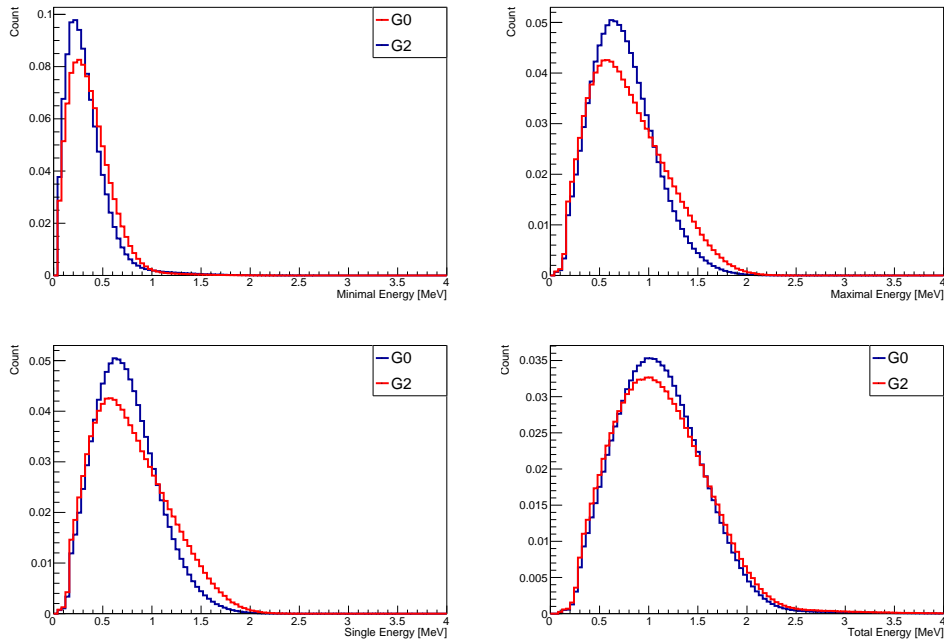 Count
0.1
0.08
0.06
0.04
0.02
0
0 0.5 1 1.5 2 2.5 3 3.5 4
Minimal Energy [MeV]
G0
G2
Count
0.05
0.04
0.03
0.02
0.01
0
0 0.5 1 1.5 2 2.5 3 3.5 4
Maximal Energy [MeV]
Count
0.05
0.04
0.03
0.02
0.01
0
0 0.5 1 1.5 2 2.5 3 3.5 4
Single Energy [MeV]
G0
G2
Count
0.035
0.03
0.025
0.02
0.015
0.01
0.005
0
0 0.5 1 1.5 2 2.5 3 3.5 4
Total Energy [MeV]
G0
G2